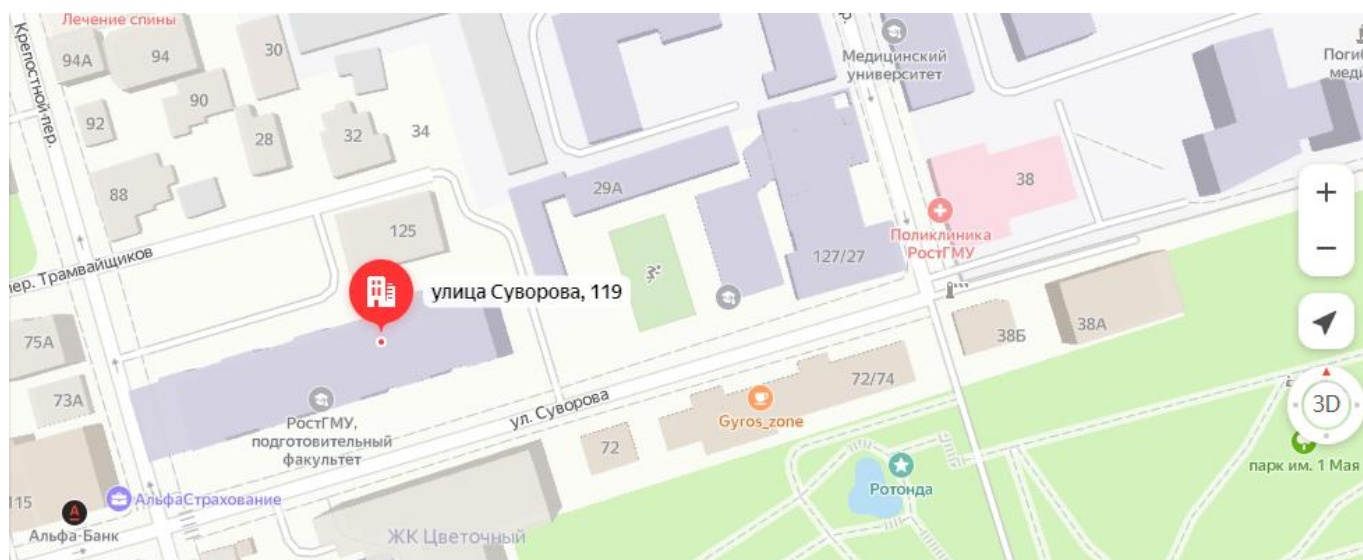 Лечение спины
Крепостной пер.
94А
94
30
90
92
28
32
34
88
Медицинский
университет
29А
38
Поликлиника
РостГМУ
127/27
125
пер. Трамвайщиков
улица Суворова, 119
75А
73А
РостГМУ,
подготовительный
факультет
ул. Суворова
72/74
Gyros_zone
72
38Б
38А
3D
парк им. 1 Мая
Ротонда
115
АльфаСтрахование
Альфа-Банк
ЖК Цветочный